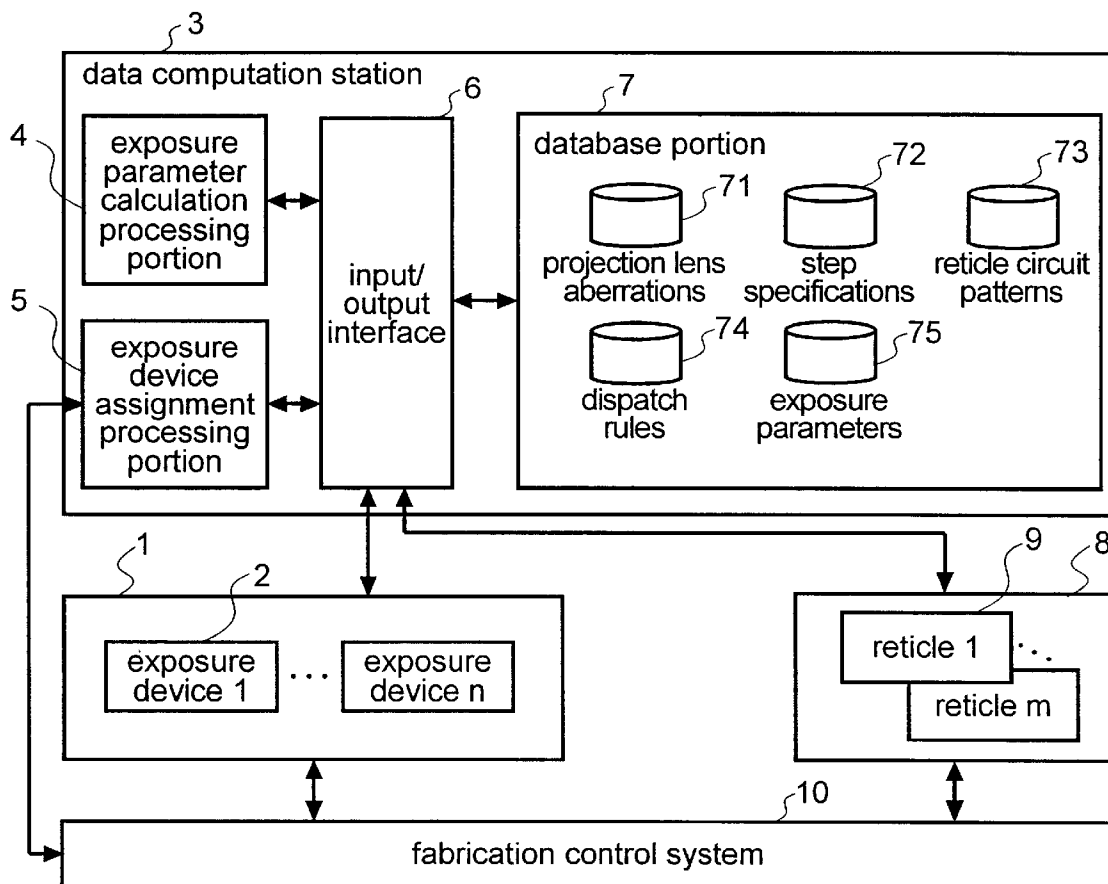 3
data computation station
4
exposure
parameter
calculation
processing
portion
5
exposure
device
assignment
processing
portion
6
input/
output
interface
7
database portion
71
projection lens
aberrations
72
step
specifications
73
reticle circuit
patterns
74
dispatch
rules
75
exposure
parameters
1
2
exposure
device 1
...
exposure
device n
8
9
reticle 1
...
reticle m
10
fabrication control system